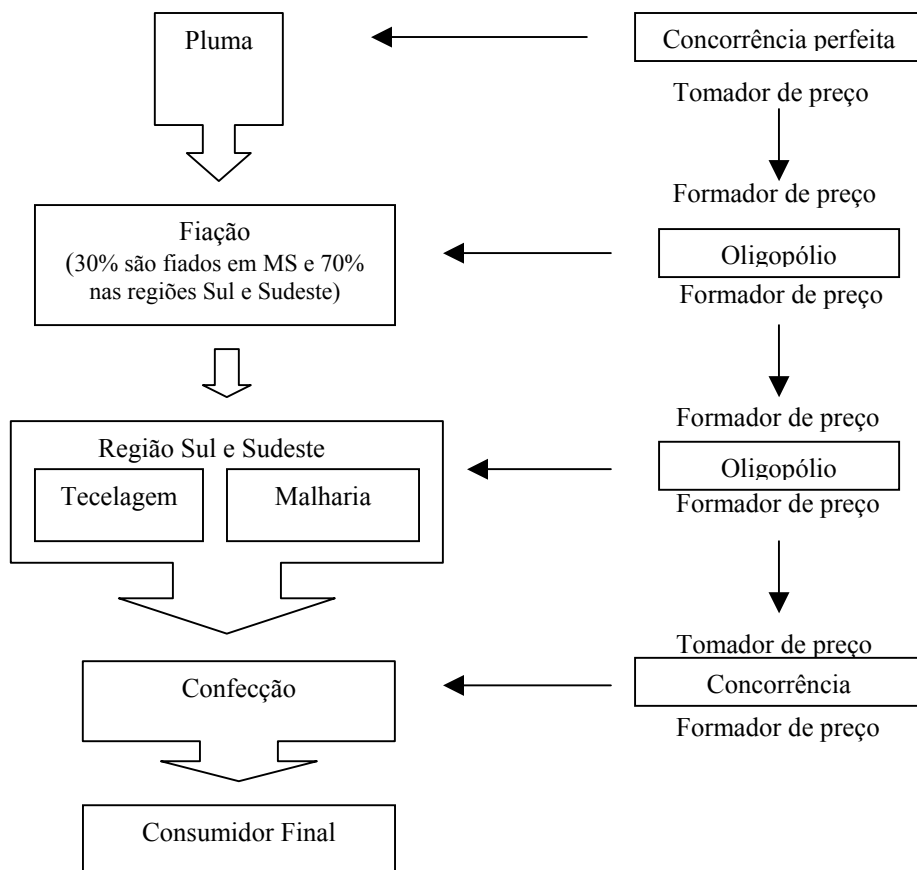 Pluma
Concorrência perfeita
Tomador de preço
Formador de preço
Fiação
(30% são fiados em MS e 70%
nas regiões Sul e Sudeste)
Oligopólio
Formador de preço
Formador de preço
Região Sul e Sudeste
Tecelagem
Malharia
Oligopólio
Formador de preço
Tomador de preço
Confecção
Concorrência
Formador de preço
Consumidor Final